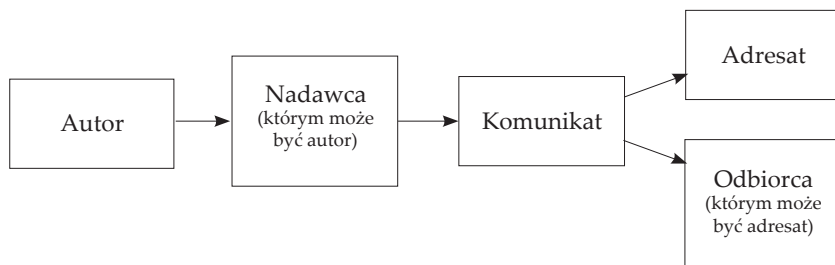 Autor
Nadawca
(którym może
być autor)
Komunikat
Adresat
Odbiorca
(którym może
być adresat)